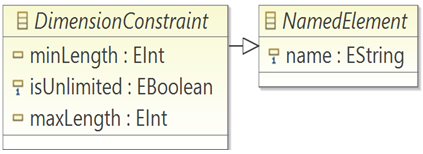 DimensionConstraint
minLength : EInt
isUnlimited : EBoolean
maxLength : EInt
NamedElement
name : EString